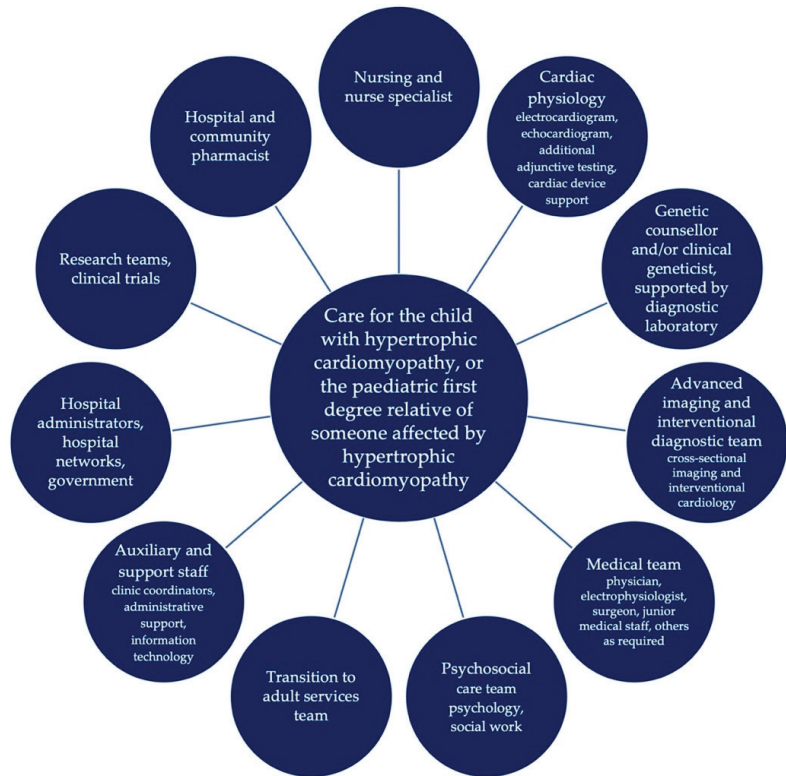 Nursing and
nurse specialist
Cardiac
physiology
electrocardiogram,
echocardiogram,
additional
adjunctive testing,
cardiac device
support
Genetic
counsellor
and/or clinical
geneticist,
supported by
diagnostic
laboratory
Advanced
imaging and
interventional
diagnostic team
cross-sectional
imaging and
interventional
cardiology
Medical team
physician,
electrophysiologist,
surgeon, junior
medical staff, others
as required
Psychosocial
care team
psychology,
social work
Transition to
adult services
team
Auxiliary and
support staff
clinic coordinators,
administrative
support,
information
technology
Hospital
administrators,
hospital
networks,
government
Research teams,
clinical trials
Hospital and
community
pharmacist
Care for the child
with hypertrophic
cardiomyopathy, or
the paediatric first
degree relative of
someone affected by
hypertrophic
cardiomyopathy